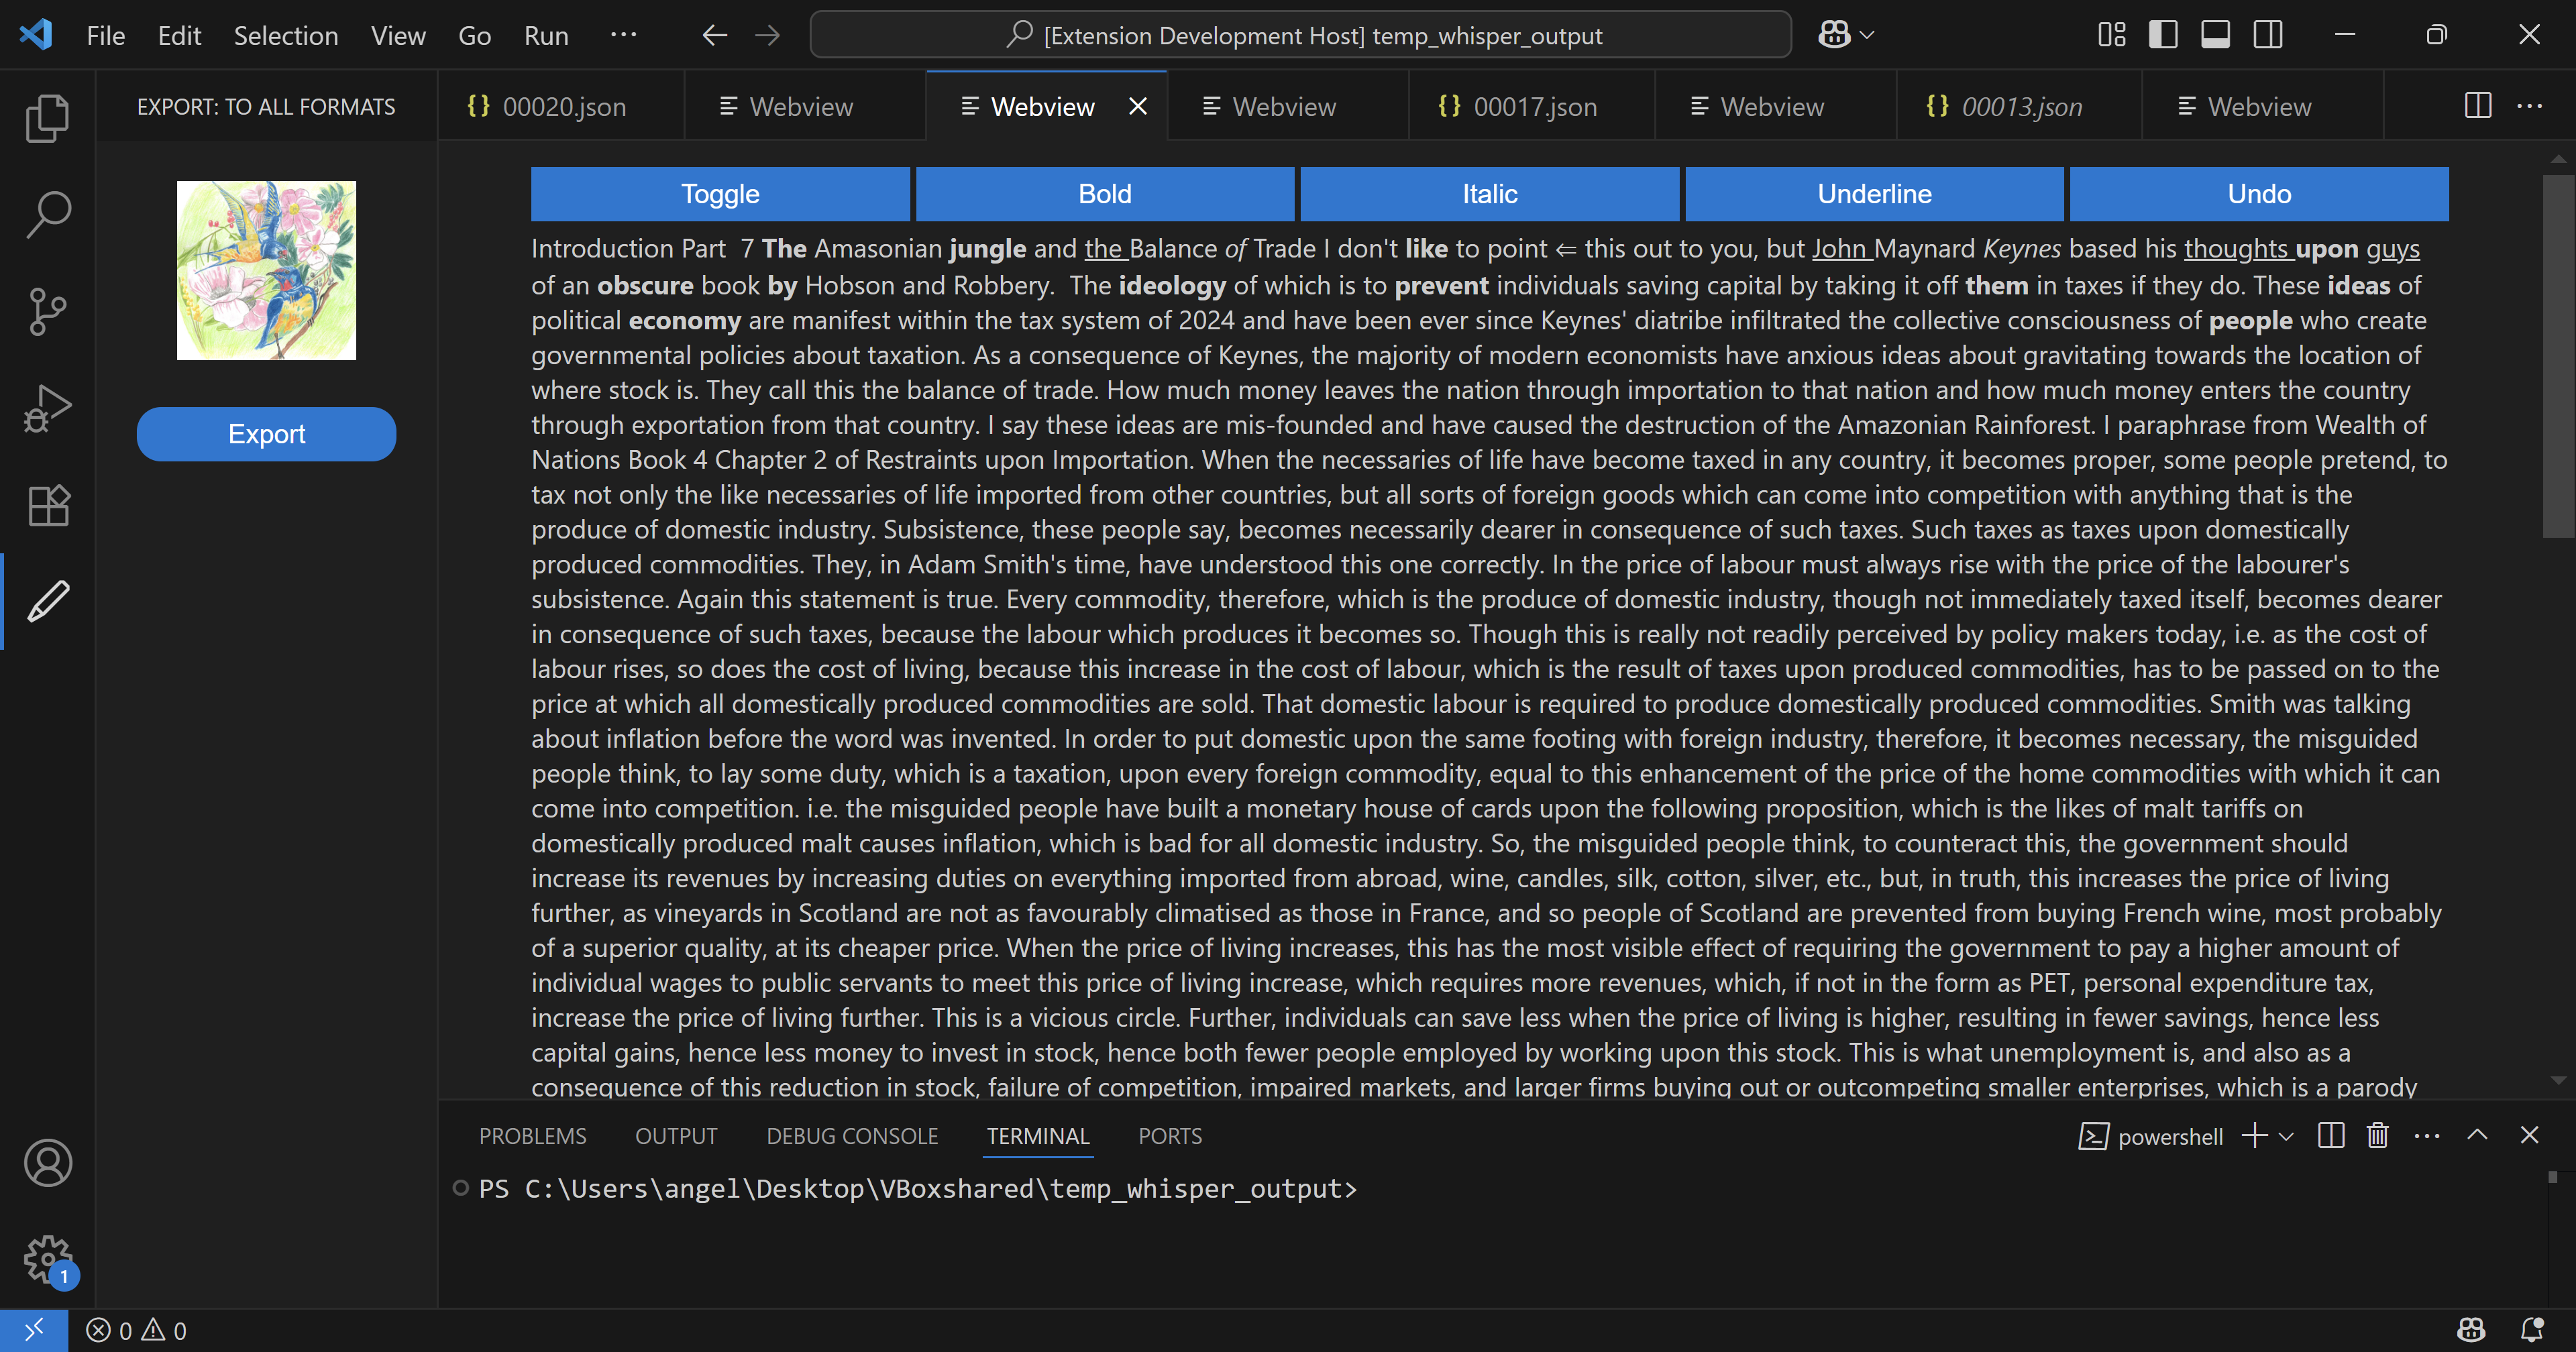 File Edit Selection View Go Run ··· [Extension Development Host] temp_whisper_output
EXPORT: TO ALL FORMATS
{} 00020.json Webview Webview Webview {} 00017.json Webview {} 00013.json Webview
Export
Toggle Bold Italic Underline Undo
Introduction Part 7 The Amasonian jungle and the Balance of Trade I don't like to point ⇐ this out to you, but John Maynard Keynes based his thoughts upon guys
of an obscure book by Hobson and Robbery. The ideology of which is to prevent individuals saving capital by taking it off them in taxes if they do. These ideas of
political economy are manifest within the tax system of 2024 and have been ever since Keynes' diatribe infiltrated the collective consciousness of people who create
governmental policies about taxation. As a consequence of Keynes, the majority of modern economists have anxious ideas about gravitating towards the location of
where stock is. They call this the balance of trade. How much money leaves the nation through importation to that nation and how much money enters the country
through exportation from that country. I say these ideas are mis-founded and have caused the destruction of the Amazonian Rainforest. I paraphrase from Wealth of
Nations Book 4 Chapter 2 of Restraints upon Importation. When the necessaries of life have become taxed in any country, it becomes proper, some people pretend, to
tax not only the like necessaries of life imported from other countries, but all sorts of foreign goods which can come into competition with anything that is the
produce of domestic industry. Subsistence, these people say, becomes necessarily dearer in consequence of such taxes. Such taxes as taxes upon domestically
produced commodities. They, in Adam Smith's time, have understood this one correctly. In the price of labour must always rise with the price of the labourer's
subsistence. Again this statement is true. Every commodity, therefore, which is the produce of domestic industry, though not immediately taxed itself, becomes dearer
in consequence of such taxes, because the labour which produces it becomes so. Though this is really not readily perceived by policy makers today, i.e. as the cost of
labour rises, so does the cost of living, because this increase in the cost of labour, which is the result of taxes upon produced commodities, has to be passed on to the
price at which all domestically produced commodities are sold. That domestic labour is required to produce domestically produced commodities. Smith was talking
about inflation before the word was invented. In order to put domestic upon the same footing with foreign industry, therefore, it becomes necessary, the misguided
people think, to lay some duty, which is a taxation, upon every foreign commodity, equal to this enhancement of the price of the home commodities with which it can
come into competition. i.e. the misguided people have built a monetary house of cards upon the following proposition, which is the likes of malt tariffs on
domestically produced malt causes inflation, which is bad for all domestic industry. So, the misguided people think, to counteract this, the government should
increase its revenues by increasing duties on everything imported from abroad, wine, candles, silk, cotton, silver, etc., but, in truth, this increases the price of living
further, as vineyards in Scotland are not as favourably climatised as those in France, and so people of Scotland are prevented from buying French wine, most probably
of a superior quality, at its cheaper price. When the price of living increases, this has the most visible effect of requiring the government to pay a higher amount of
individual wages to public servants to meet this price of living increase, which requires more revenues, which, if not in the form as PET, personal expenditure tax,
increase the price of living further. This is a vicious circle. Further, individuals can save less when the price of living is higher, resulting in fewer savings, hence less
capital gains, hence less money to invest in stock, hence both fewer people employed by working upon this stock. This is what unemployment is, and also as a
consequence of this reduction in stock, failure of competition, impaired markets, and larger firms buying out or outcompeting smaller enterprises, which is a parody
PROBLEMS OUTPUT DEBUG CONSOLE TERMINAL PORTS powershell
PS C:\Users\angel\Desktop\VBoxshared\temp_whisper_output>
1
0 0